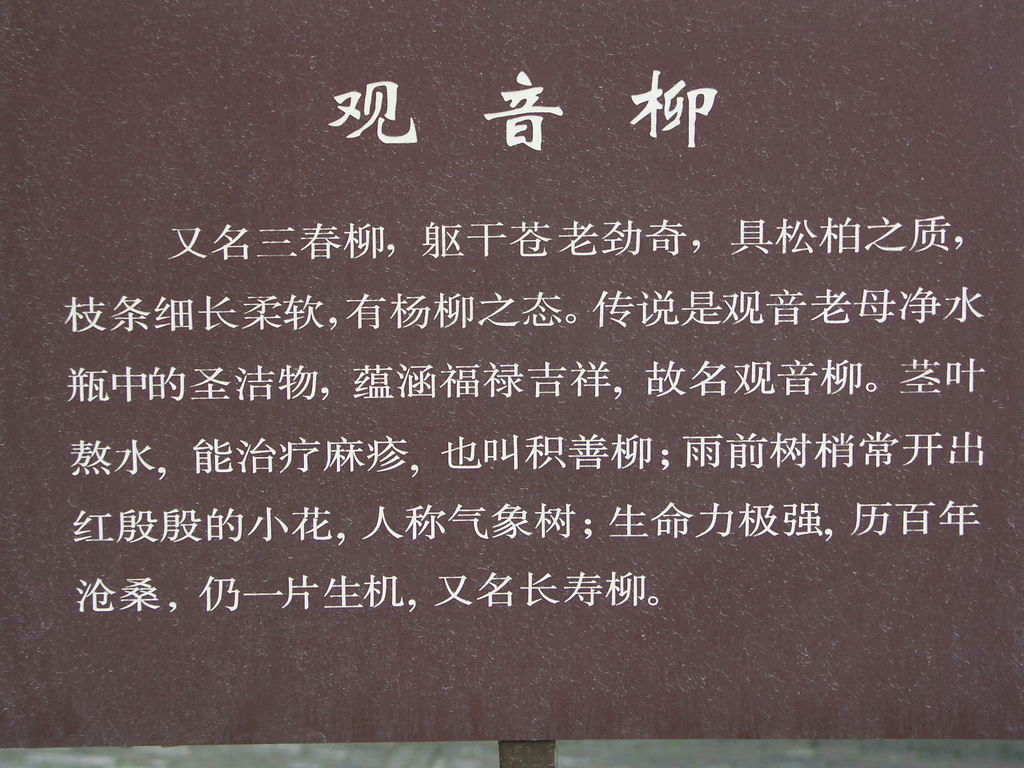 观音柳
又名三春柳，躯干苍老劲奇，具松柏之质，
枝条细长柔软，有杨柳之态。传说是观音老母净水
瓶中的圣洁物，蕴涵福禄吉祥，故名观音柳。茎叶
熬水，能治疗麻疹，也叫积善柳；雨前树梢常开出
红殷殷的小花，人称气象树；生命力极强，历百年
沧桑，仍一片生机，又名长寿柳。